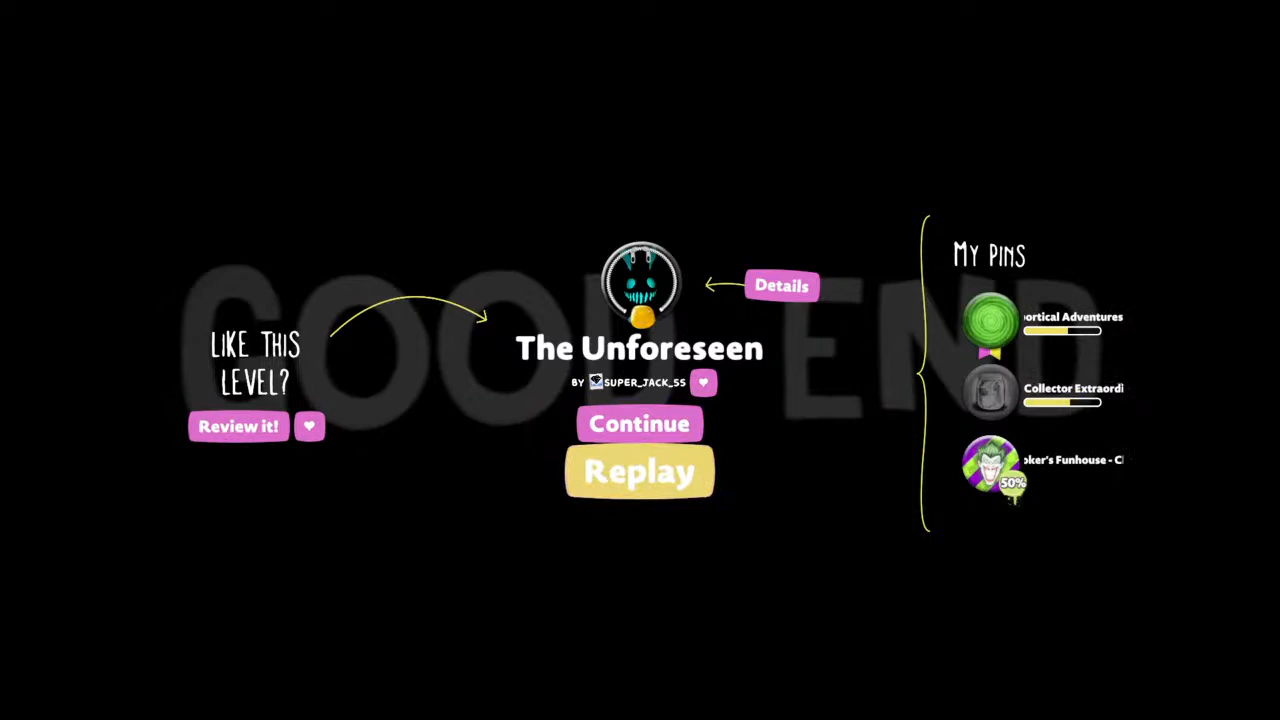 GOOD END
LIKE THIS
LEVEL?
Review it!
Details
The Unforeseen
BY SUPER_JACK_55
Continue
Replay
MY PINS
portical Adventures
Collector Extraordi
oker's Funhouse - C
50%